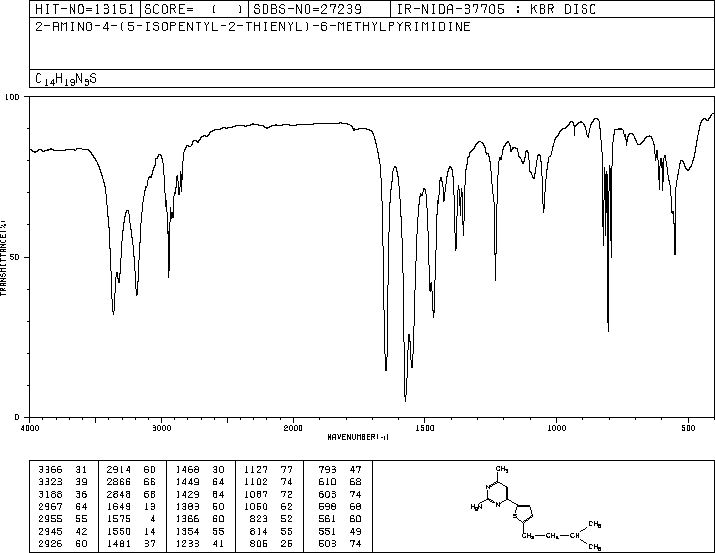 HIT-NO=13151 SCORE= ( ) SDBS-NO=27239 IR-NIDA-37705 : KBR DISC
2-AMINO-4-(5-ISOPENTYL-2-THIENYL)-6-METHYLPYRIMIDINE
C14H19N3S
100
50
0
TRANSMITTANCE(%)
4000 3000 2000 1500 1000 500
WAVENUMBER(-1)
3366 31 2914 60 1468 30 1127 77 793 47
3323 39 2866 66 1449 64 1102 74 610 68
3188 36 2848 66 1429 64 1087 72 603 74
2967 64 1649 13 1383 50 1050 62 598 68
2955 55 1575 4 1366 60 823 52 561 60
2945 42 1550 14 1354 55 814 55 551 49
2926 60 1481 37 1233 41 806 26 503 74
CH3
N
NH2
N
S
CH2 CH2 CH
CH3
CH3